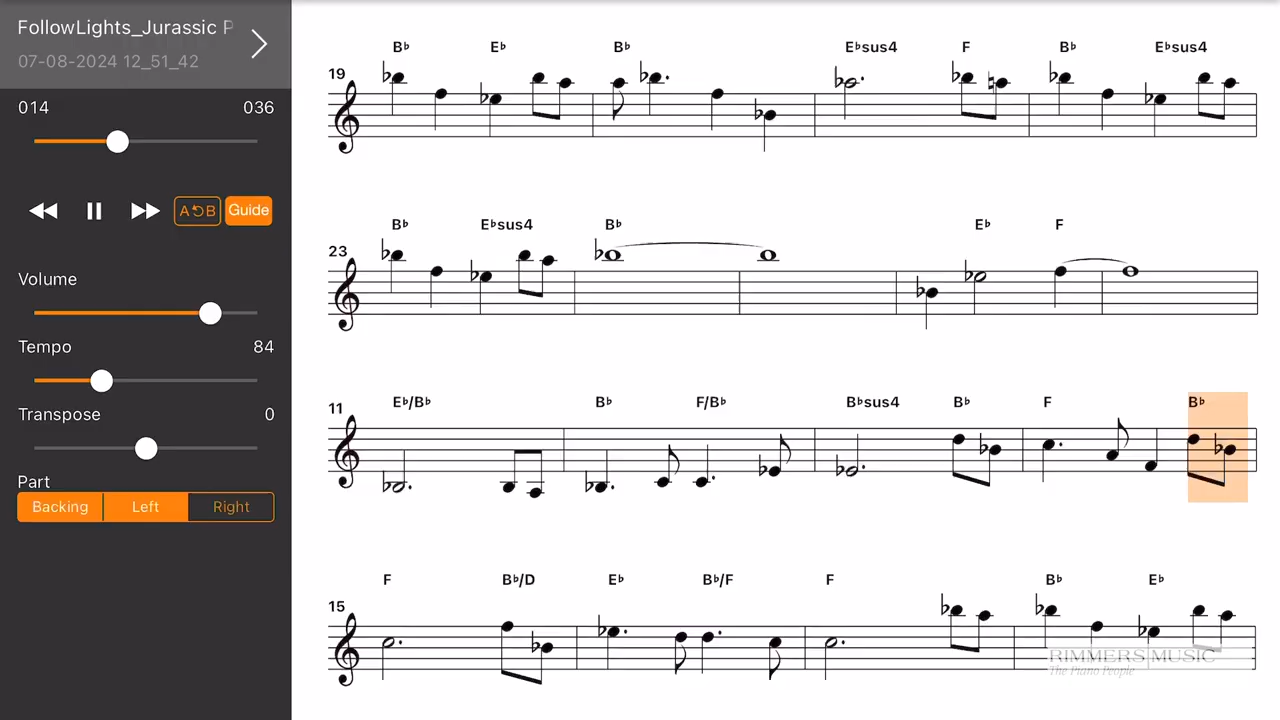 FollowLights_Jurassic P
07-08-2024 12_51_42
014 036
A B Guide
Volume
Tempo 84
Transpose 0
Part
Backing Left Right
B♭ E♭ B♭ E♭sus4 F B♭ E♭sus4
19
B♭ E♭sus4 B♭ E♭ F
23
E♭/B♭ B♭ F/B♭ B♭sus4 B♭ F B♭
11
F B♭/D E♭ B♭/F F B♭ E♭
15
RIMMERS MUSIC
The Piano People